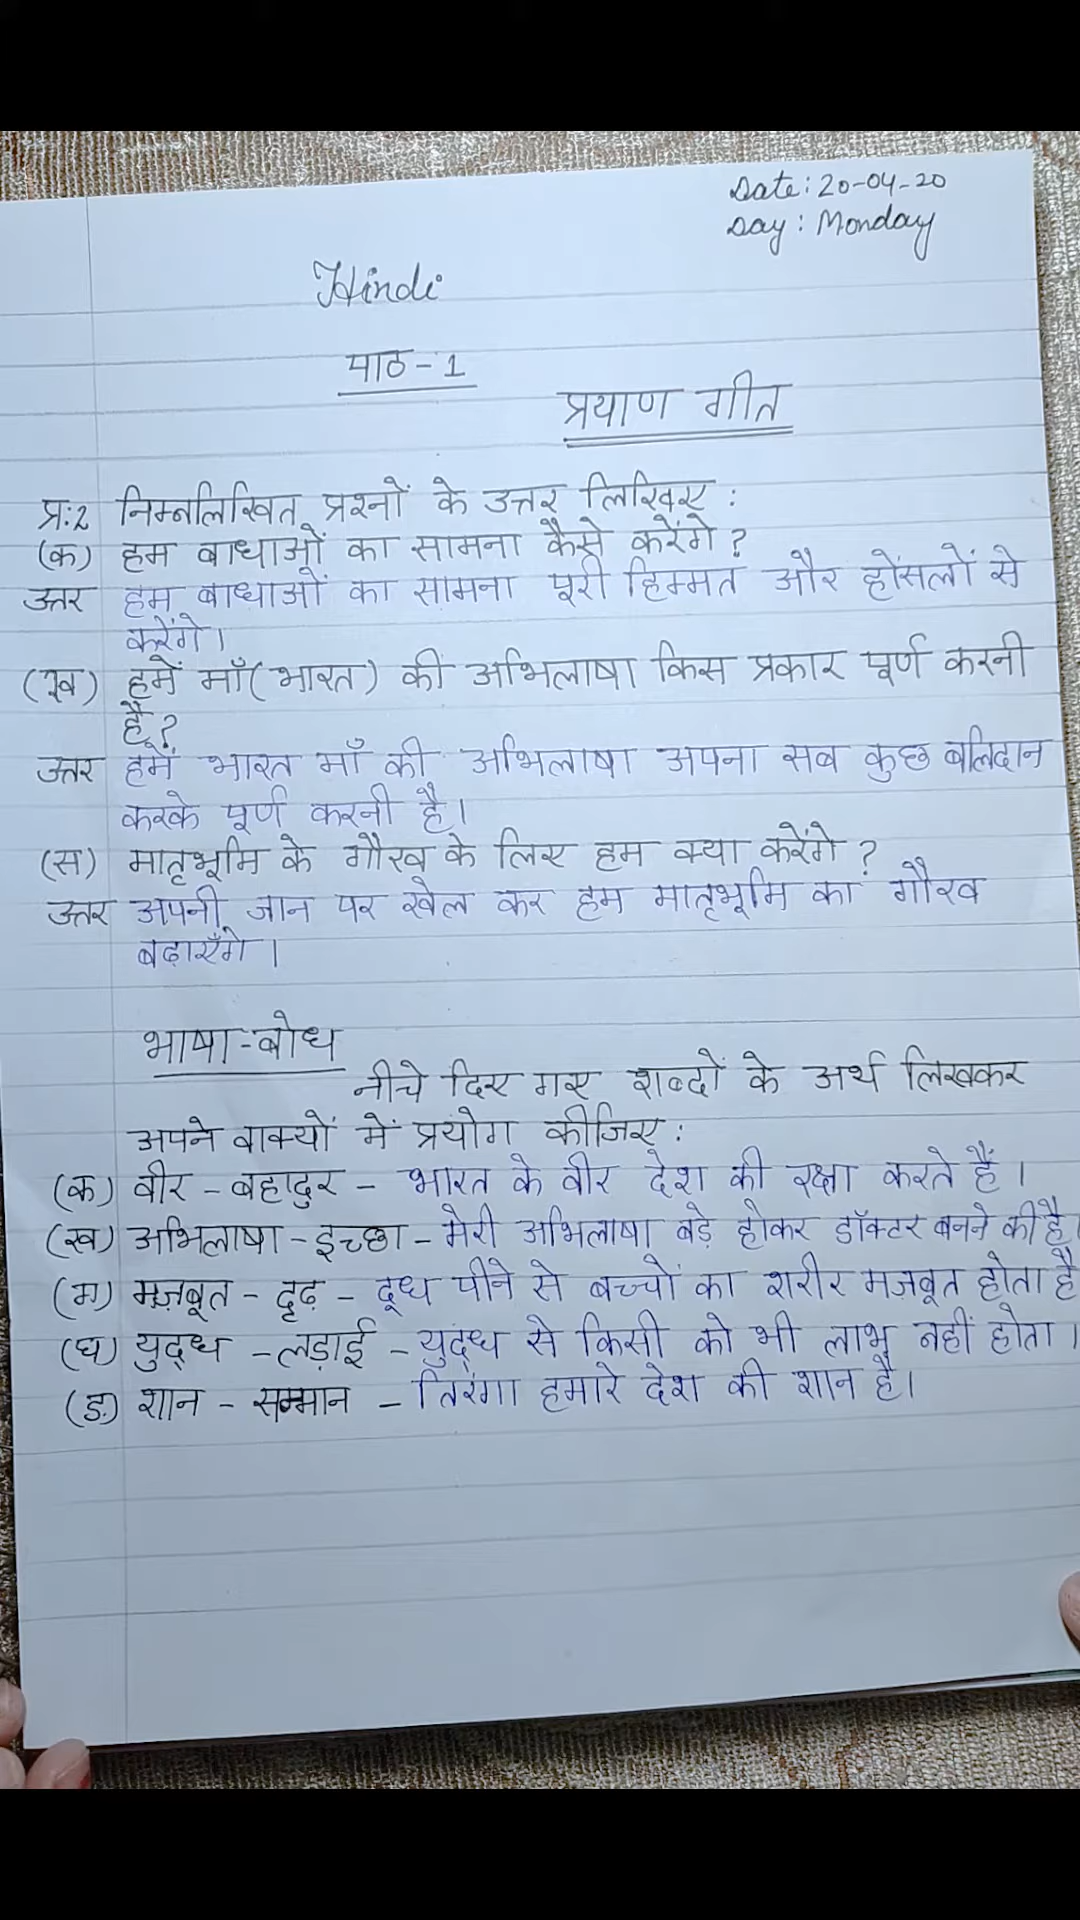 Date: 20-04-20
Day: Monday
Hindi
पाठ - 1
प्रयाण गीत
प्र:2 निम्नलिखित प्रश्नों के उत्तर लिखिए :
(क) हम बाधाओं का सामना कैसे करेंगे ?
उत्तर हम बाधाओं का सामना पूरी हिम्मत और होंसलों से
करेंगे।
(ख) हमें माँ (भारत) की अभिलाषा किस प्रकार पूर्ण करनी
है ?
उत्तर हमें भारत माँ की अभिलाषा अपना सब कुछ बलिदान
करके पूर्ण करनी है।
(स) मातृभूमि के गौरव के लिए हम क्या करेंगे ?
उत्तर अपनी जान पर खेल कर हम मातृभूमि का गौरव
बढ़ाएँगे।
भाषा-बोध
नीचे दिए गए शब्दों के अर्थ लिखकर
अपने वाक्यों में प्रयोग कीजिए :
(क) वीर - बहादुर - भारत के वीर देश की रक्षा करते हैं।
(ख) अभिलाषा - इच्छा - मेरी अभिलाषा बड़े होकर डॉक्टर बनने की है।
(ग) मज़बूत - दृढ़ - दूध पीने से बच्चों का शरीर मज़बूत होता है
(घ) युद्ध - लड़ाई - युद्ध से किसी को भी लाभ नहीं होता।
(ङ) शान - सम्मान - तिरंगा हमारे देश की शान है।